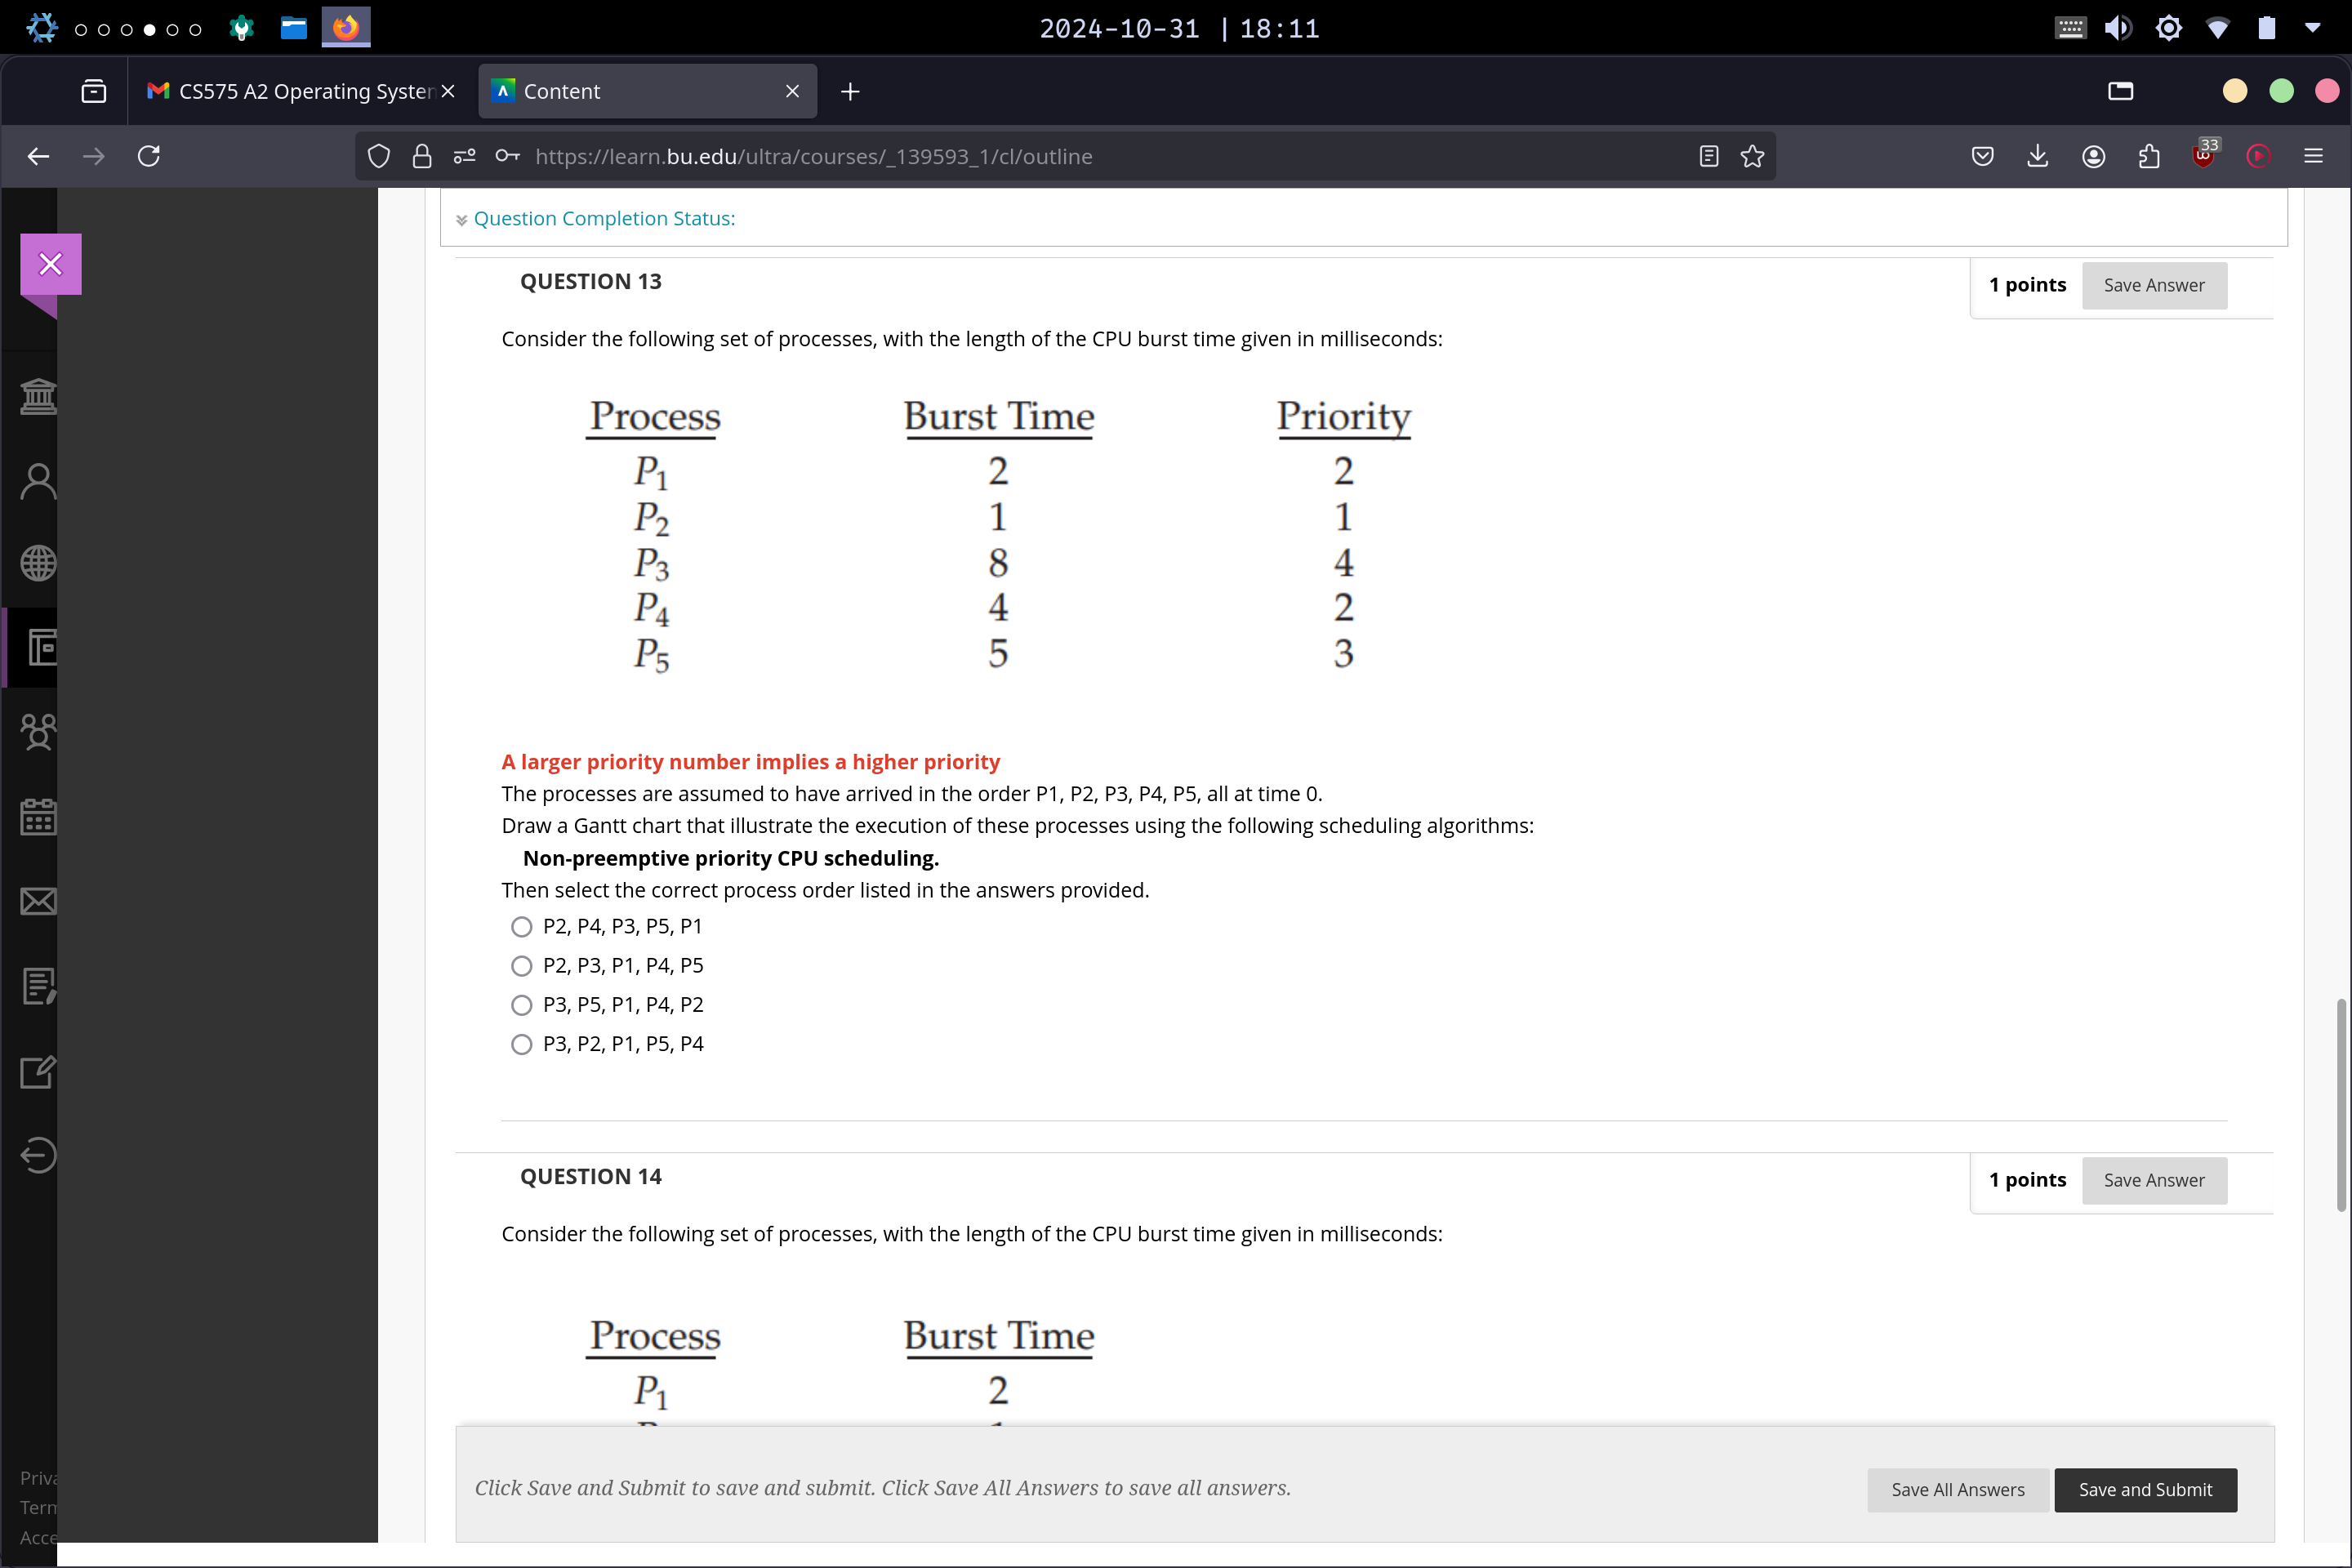 2024-10-31 | 18:11
CS575 A2 Operating System
Content
https://learn.bu.edu/ultra/courses/_139593_1/cl/outline
33
Question Completion Status:
QUESTION 13
1 points
Save Answer
Consider the following set of processes, with the length of the CPU burst time given in milliseconds:
Process Burst Time Priority
P1 2 2
P2 1 1
P3 8 4
P4 4 2
P5 5 3
A larger priority number implies a higher priority
The processes are assumed to have arrived in the order P1, P2, P3, P4, P5, all at time 0.
Draw a Gantt chart that illustrate the execution of these processes using the following scheduling algorithms:
Non-preemptive priority CPU scheduling.
Then select the correct process order listed in the answers provided.
P2, P4, P3, P5, P1
P2, P3, P1, P4, P5
P3, P5, P1, P4, P2
P3, P2, P1, P5, P4
QUESTION 14
1 points
Save Answer
Consider the following set of processes, with the length of the CPU burst time given in milliseconds:
Process Burst Time
P1 2
Click Save and Submit to save and submit. Click Save All Answers to save all answers.
Save All Answers
Save and Submit
Priva
Term
Acce